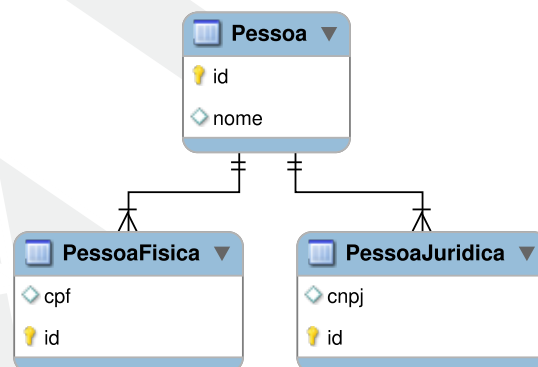 Pessoa
id
nome
PessoaFisica
cpf
id
PessoaJuridica
cnpj
id